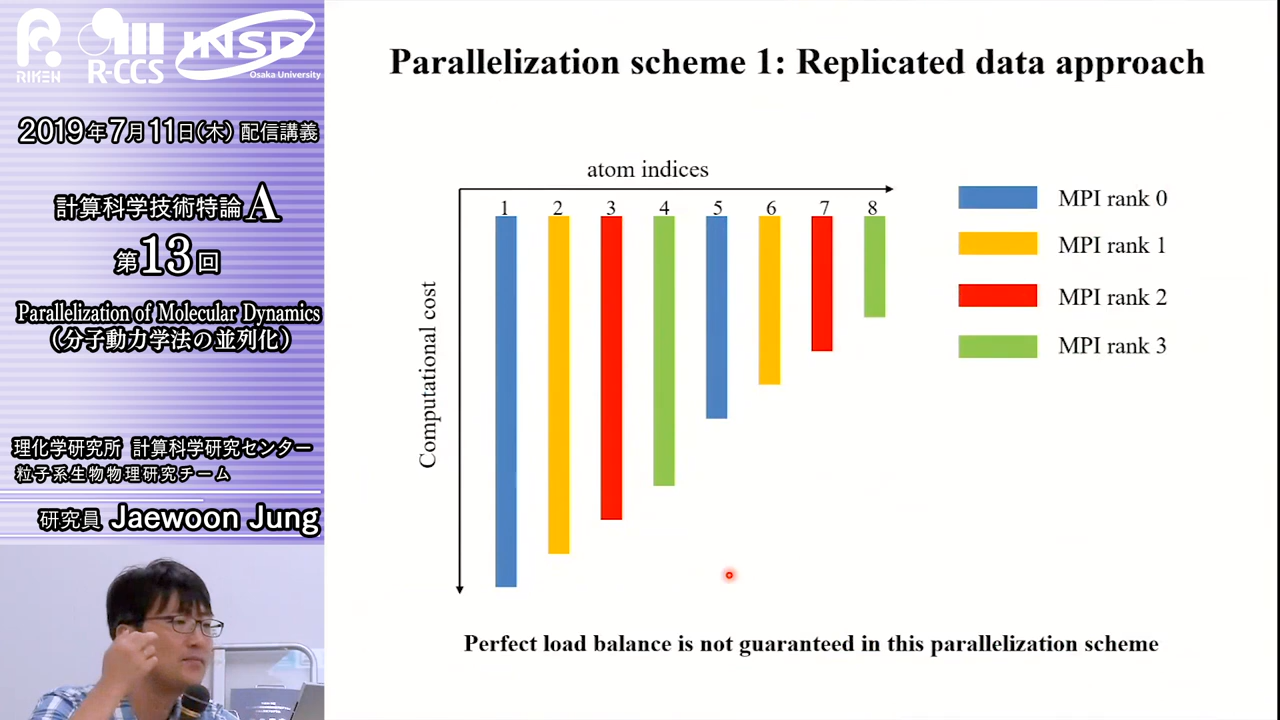 RIKEN
R-CCS
INSD
Osaka University
2019年7月11日(木) 配信講義
計算科学技術特論A
第13回
Parallelization of Molecular Dynamics
(分子動力学法の並列化)
理化学研究所 計算科学研究センター
粒子系生物物理研究チーム
研究員 Jaewoon Jung
Parallelization scheme 1: Replicated data approach
atom indices
1 2 3 4 5 6 7 8
Computational cost
MPI rank 0
MPI rank 1
MPI rank 2
MPI rank 3
Perfect load balance is not guaranteed in this parallelization scheme